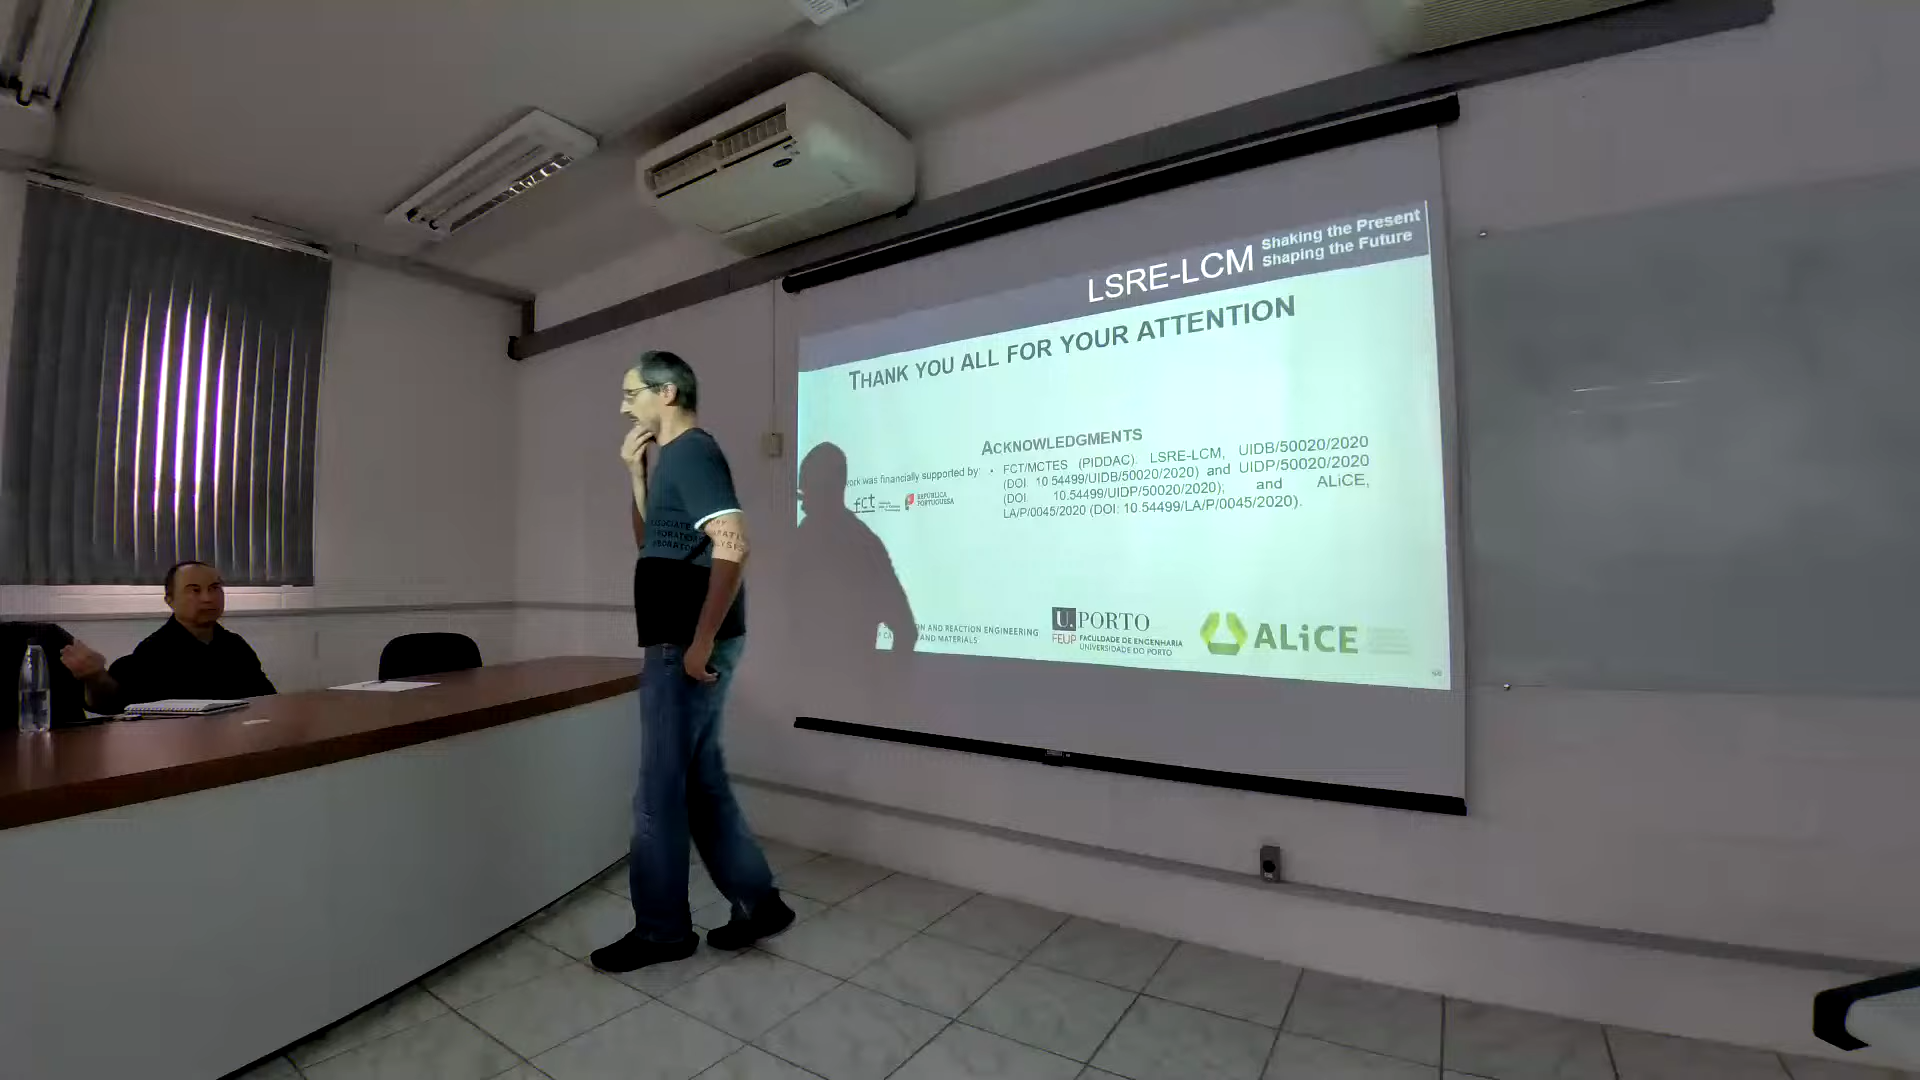 LSRE-LCM
Shaking the Present
Shaping the Future
THANK YOU ALL FOR YOUR ATTENTION
ACKNOWLEDGMENTS
work was financially supported by:
fct
REPÚBLICA
PORTUGUESA
• FCT/MCTES (PIDDAC): LSRE-LCM, UIDB/50020/2020
(DOI: 10.54499/UIDB/50020/2020) and UIDP/50020/2020
(DOI: 10.54499/UIDP/50020/2020); and ALiCE,
LA/P/0045/2020 (DOI: 10.54499/LA/P/0045/2020).
ON AND REACTION ENGINEERING
AND MATERIALS
U. PORTO
FEUP FACULDADE DE ENGENHARIA
UNIVERSIDADE DO PORTO
ALiCE